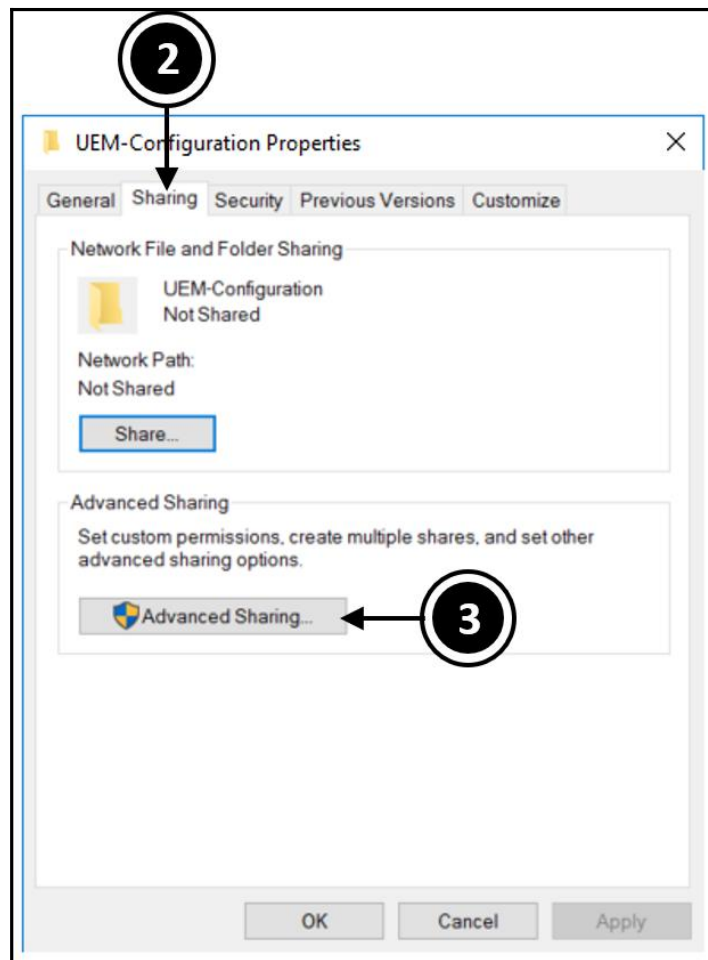 2
UEM-Configuration Properties
General Sharing Security Previous Versions Customize
Network File and Folder Sharing
UEM-Configuration
Not Shared
Network Path:
Not Shared
Share...
Advanced Sharing
Set custom permissions, create multiple shares, and set other
advanced sharing options.
Advanced Sharing...
3
OK Cancel Apply